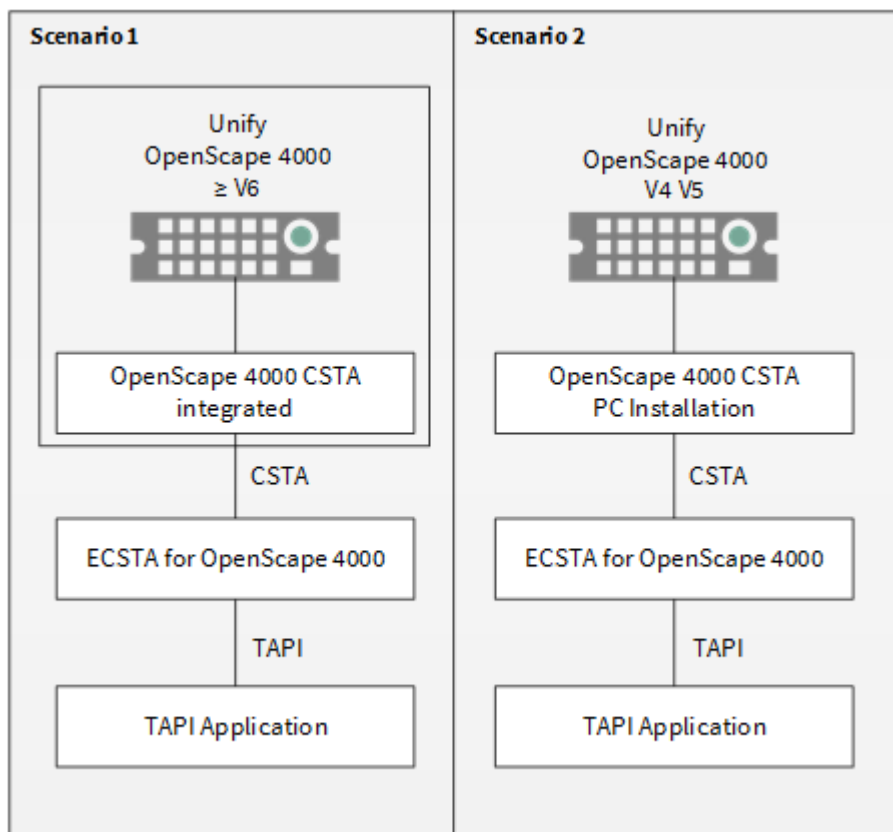 Scenario 1
Unify
OpenScape 4000
≥ V6
OpenScape 4000 CSTA
integrated
CSTA
ECSTA for OpenScape 4000
TAPI
TAPI Application
Scenario 2
Unify
OpenScape 4000
V4 V5
OpenScape 4000 CSTA
PC Installation
CSTA
ECSTA for OpenScape 4000
TAPI
TAPI Application